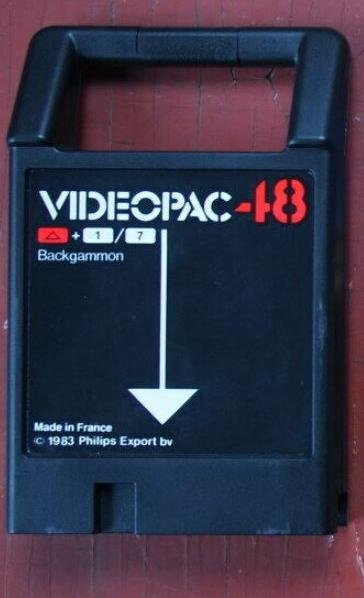 VIDEOPAC 48
△ + 1 / 7
Backgammon
Made in France
© 1983 Philips Export bv